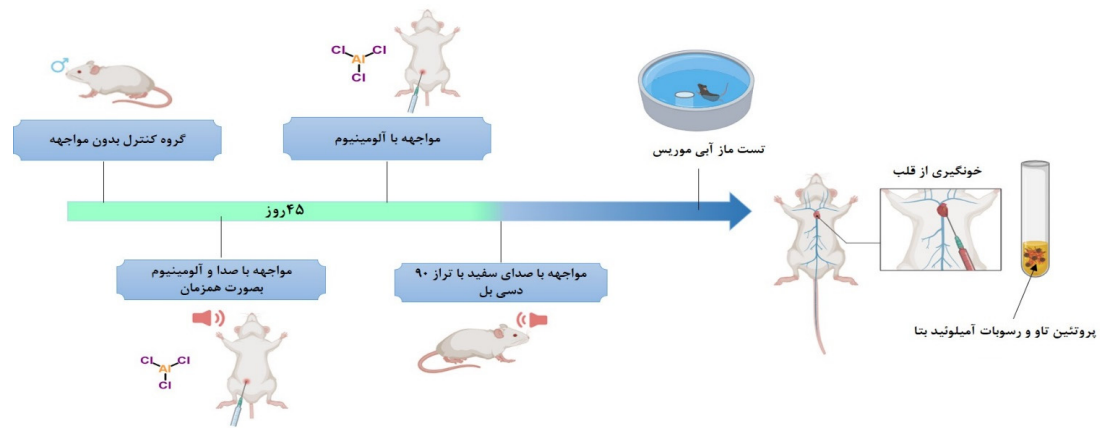 Cl
Cl
Al
Cl
♂
گروه کنترل بدون مواجهه
مواجهه با آلومینیوم
تست ماز آبی موریس
خونگیری از قلب
۴۵روز
مواجهه با صدا و آلومینیوم
بصورت همزمان
مواجهه با صدای سفید با تراز ۹۰
دسی بل
پروتئین تاو و رسوبات آمیلوئید بتا
Cl
Cl
Al
Cl